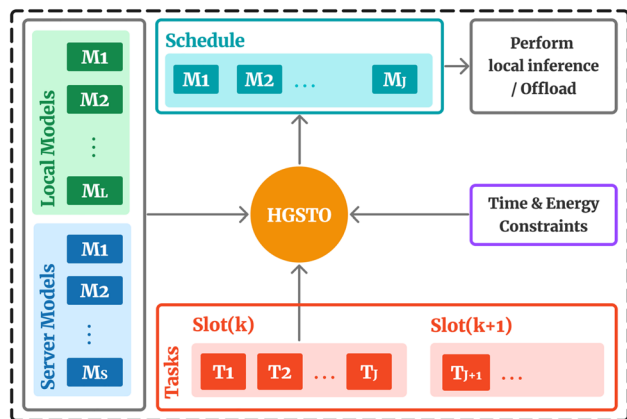 Local Models
M1
M2
⋮
ML
Server Models
M1
M2
⋮
MS
Schedule
M1 M2 ... MJ
Perform
local inference
/ Offload
HGSTO
Time & Energy
Constraints
Tasks
Slot(k)
T1 T2 ... TJ
Slot(k+1)
TJ+1 ...